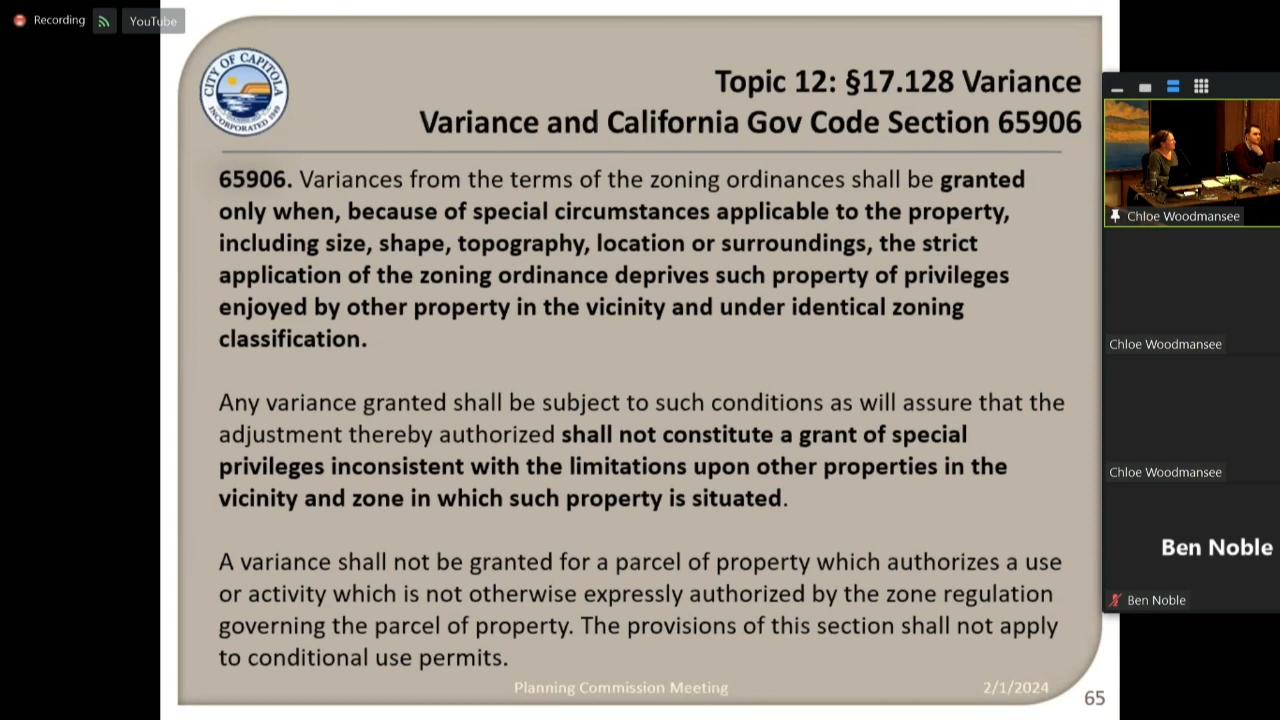 Recording
YouTube
CITY OF CAPITOLA
INCORPORATED 1949
Topic 12: §17.128 Variance
Variance and California Gov Code Section 65906
65906. Variances from the terms of the zoning ordinances shall be granted
only when, because of special circumstances applicable to the property,
including size, shape, topography, location or surroundings, the strict
application of the zoning ordinance deprives such property of privileges
enjoyed by other property in the vicinity and under identical zoning
classification.
Any variance granted shall be subject to such conditions as will assure that the
adjustment thereby authorized shall not constitute a grant of special
privileges inconsistent with the limitations upon other properties in the
vicinity and zone in which such property is situated.
A variance shall not be granted for a parcel of property which authorizes a use
or activity which is not otherwise expressly authorized by the zone regulation
governing the parcel of property. The provisions of this section shall not apply
to conditional use permits.
Planning Commission Meeting
2/1/2024
65
Chloe Woodmansee
Chloe Woodmansee
Chloe Woodmansee
Ben Noble
Ben Noble